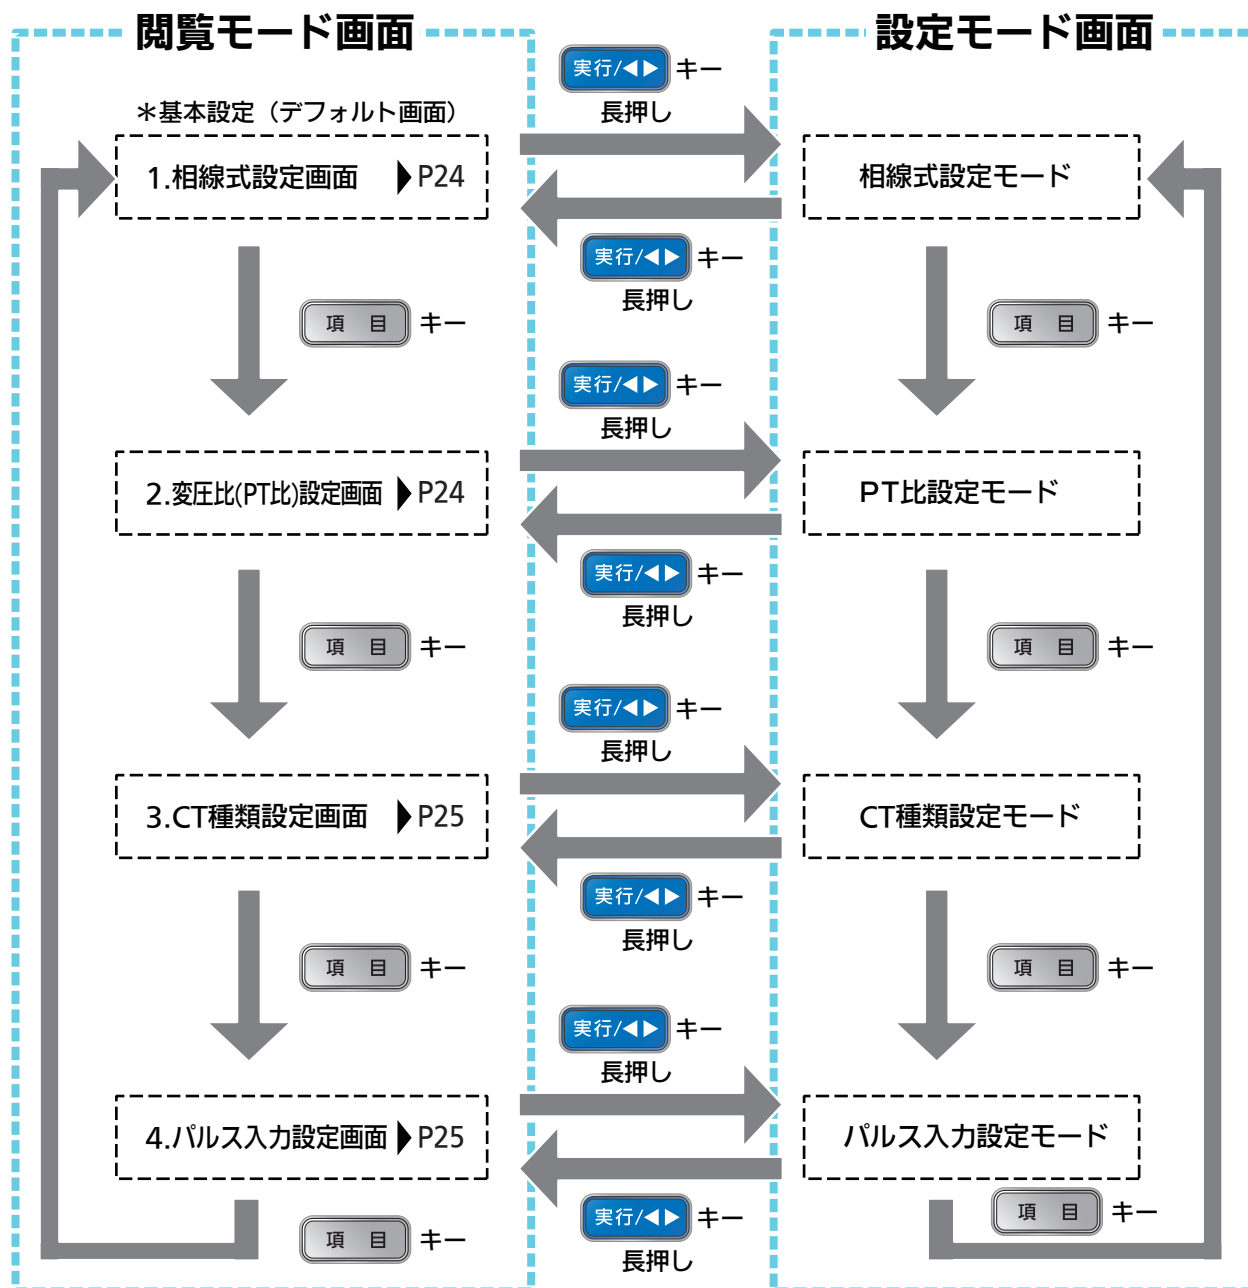 閲覧モード画面
設定モード画面
実行/◀▶ キー
長押し
＊基本設定（デフォルト画面）
1.相線式設定画面 ▶P24
相線式設定モード
実行/◀▶ キー
長押し
項 目 キー
項 目 キー
実行/◀▶ キー
長押し
2.変圧比(PT比)設定画面 ▶P24
PT比設定モード
実行/◀▶ キー
長押し
項 目 キー
項 目 キー
実行/◀▶ キー
長押し
3.CT種類設定画面 ▶P25
CT種類設定モード
実行/◀▶ キー
長押し
項 目 キー
項 目 キー
実行/◀▶ キー
長押し
4.パルス入力設定画面 ▶P25
パルス入力設定モード
実行/◀▶ キー
長押し
項 目 キー
項 目 キー